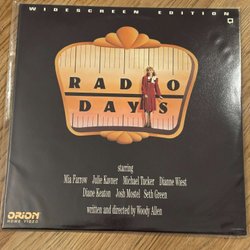 WIDESCREEN EDITION
RADIO
DAYS
starring
Mia Farrow Julie Kavner Michael Tucker Dianne Wiest
Diane Keaton Josh Mostel Seth Green
written and directed by Woody Allen
ORION
HOME VIDEO